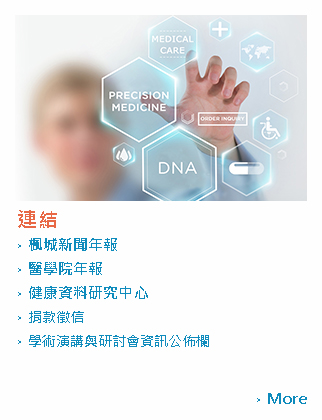 MEDICAL
CARE
PRECISION
MEDICINE
ORDER INQUIRY
DNA
連結
› 楓城新聞年報
› 醫學院年報
› 健康資料研究中心
› 捐款徵信
› 學術演講與研討會資訊公佈欄
› More